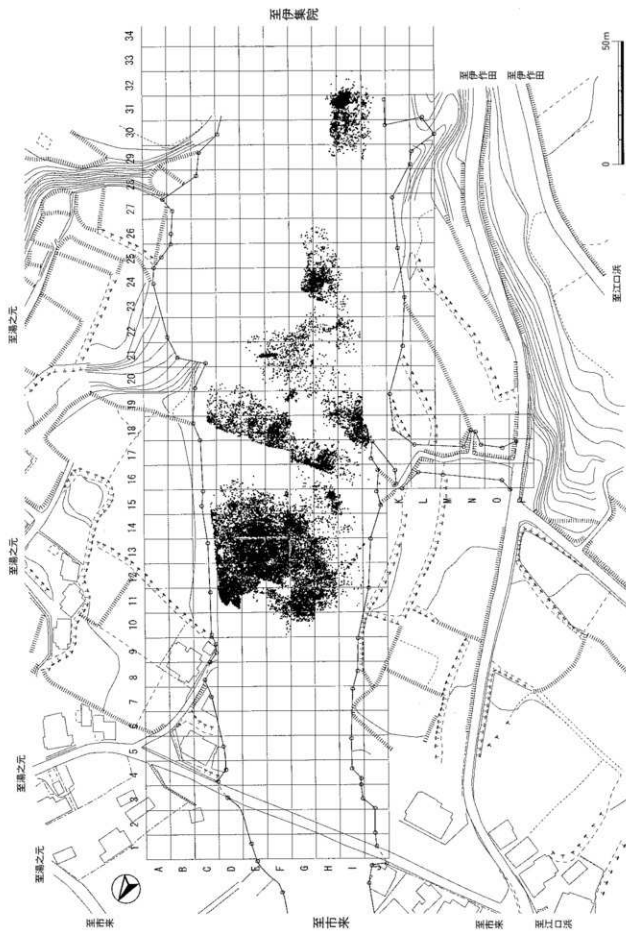 至伊集院
34
33
32
31
30
29
28
27
26
25
24
23
22
21
20
19
18
17
16
15
14
13
12
11
10
9
8
7
6
5
4
3
2
1
A
B
C
D
E
F
G
H
I
J
K
L
M
N
O
至湯之元
至湯之元
至湯之元
至湯之元
至市来
至市来
至市来
至江口浜
至江口浜
至伊作田
至伊作田
0
50m